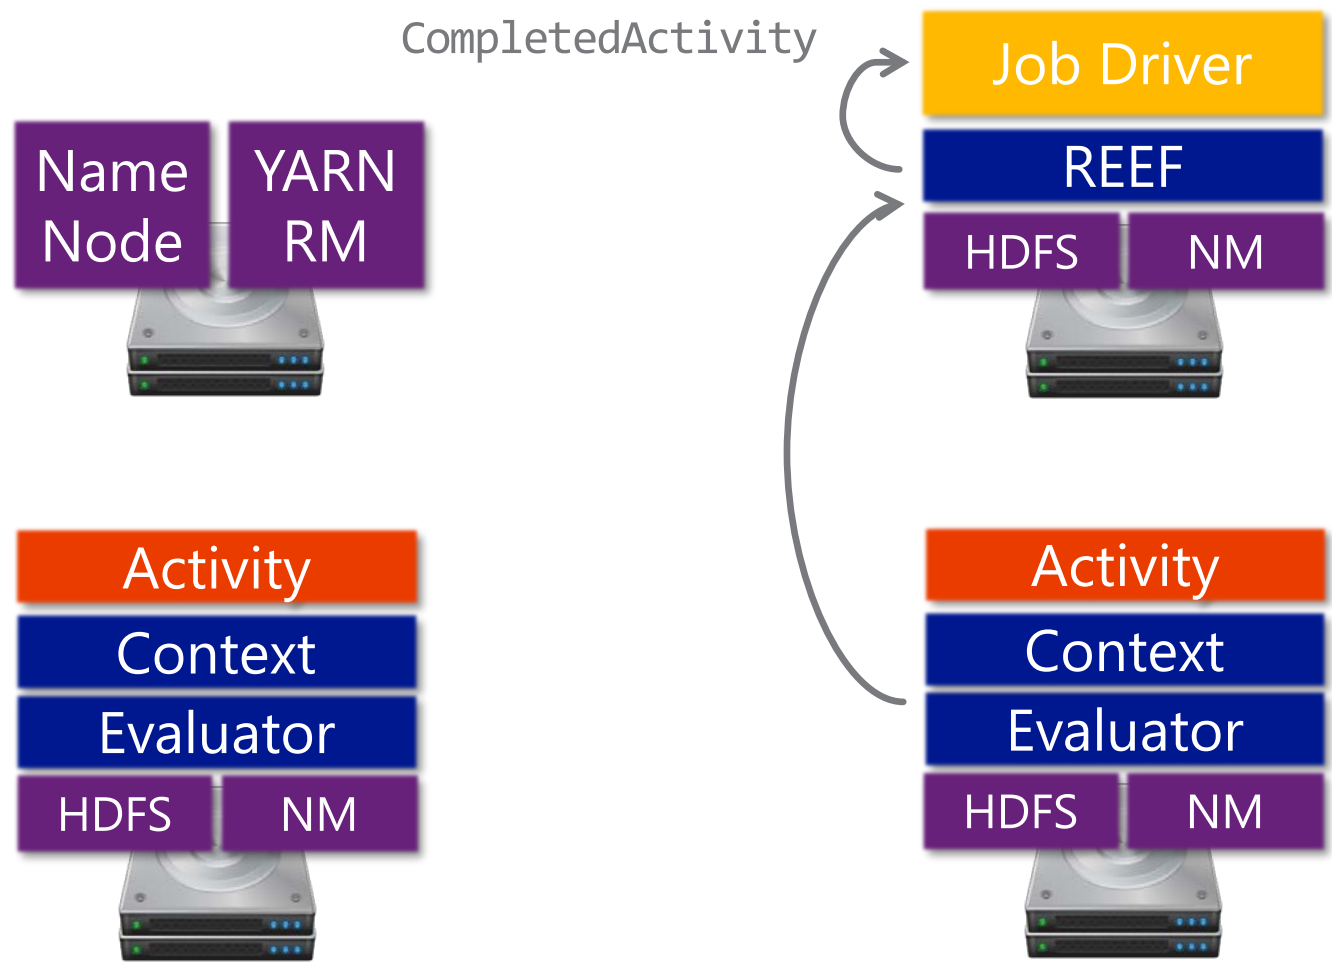 CompletedActivity
Job Driver
REEF
HDFS
NM
Name
Node
YARN
RM
Activity
Context
Evaluator
HDFS
NM
Activity
Context
Evaluator
HDFS
NM